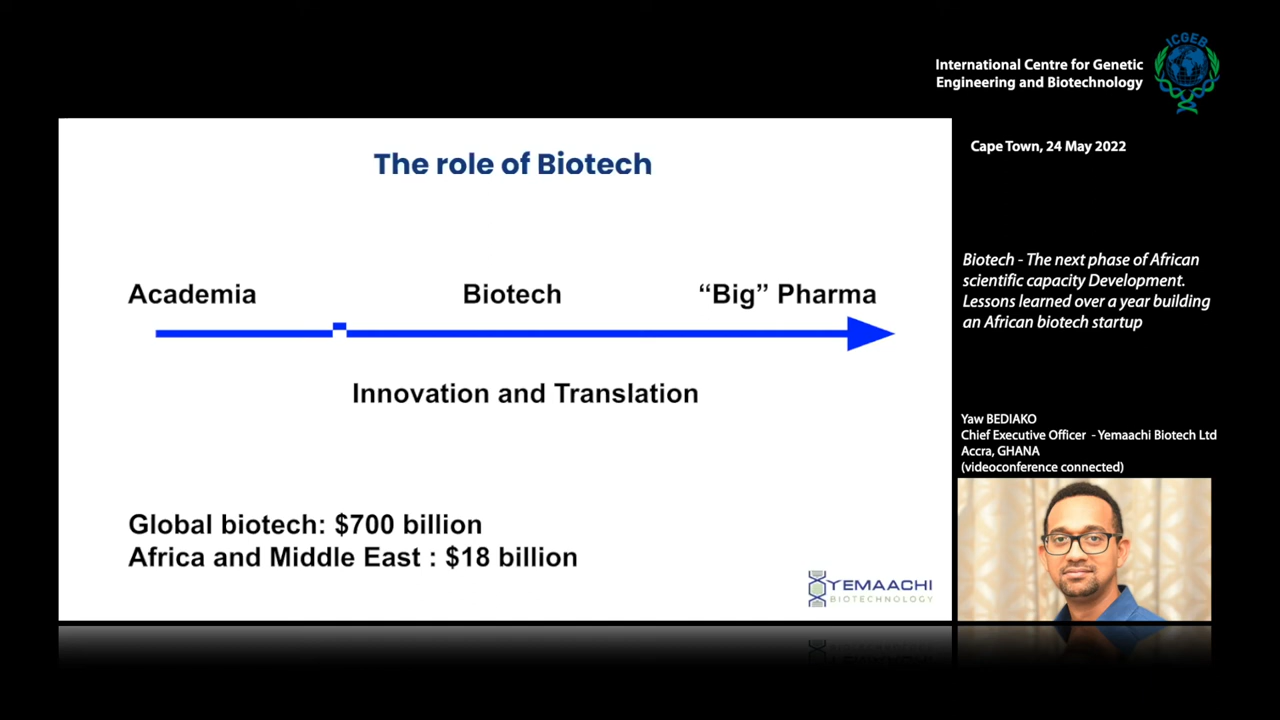 ICGEB
International Centre for Genetic
Engineering and Biotechnology
Cape Town, 24 May 2022
The role of Biotech
Academia
Biotech
“Big” Pharma
Innovation and Translation
Global biotech: $700 billion
Africa and Middle East : $18 billion
YEMAACHI
BIOTECHNOLOGY
Biotech - The next phase of African
scientific capacity Development.
Lessons learned over a year building
an African biotech startup
Yaw BEDIAKO
Chief Executive Officer - Yemaachi Biotech Ltd
Accra, GHANA
(videoconference connected)